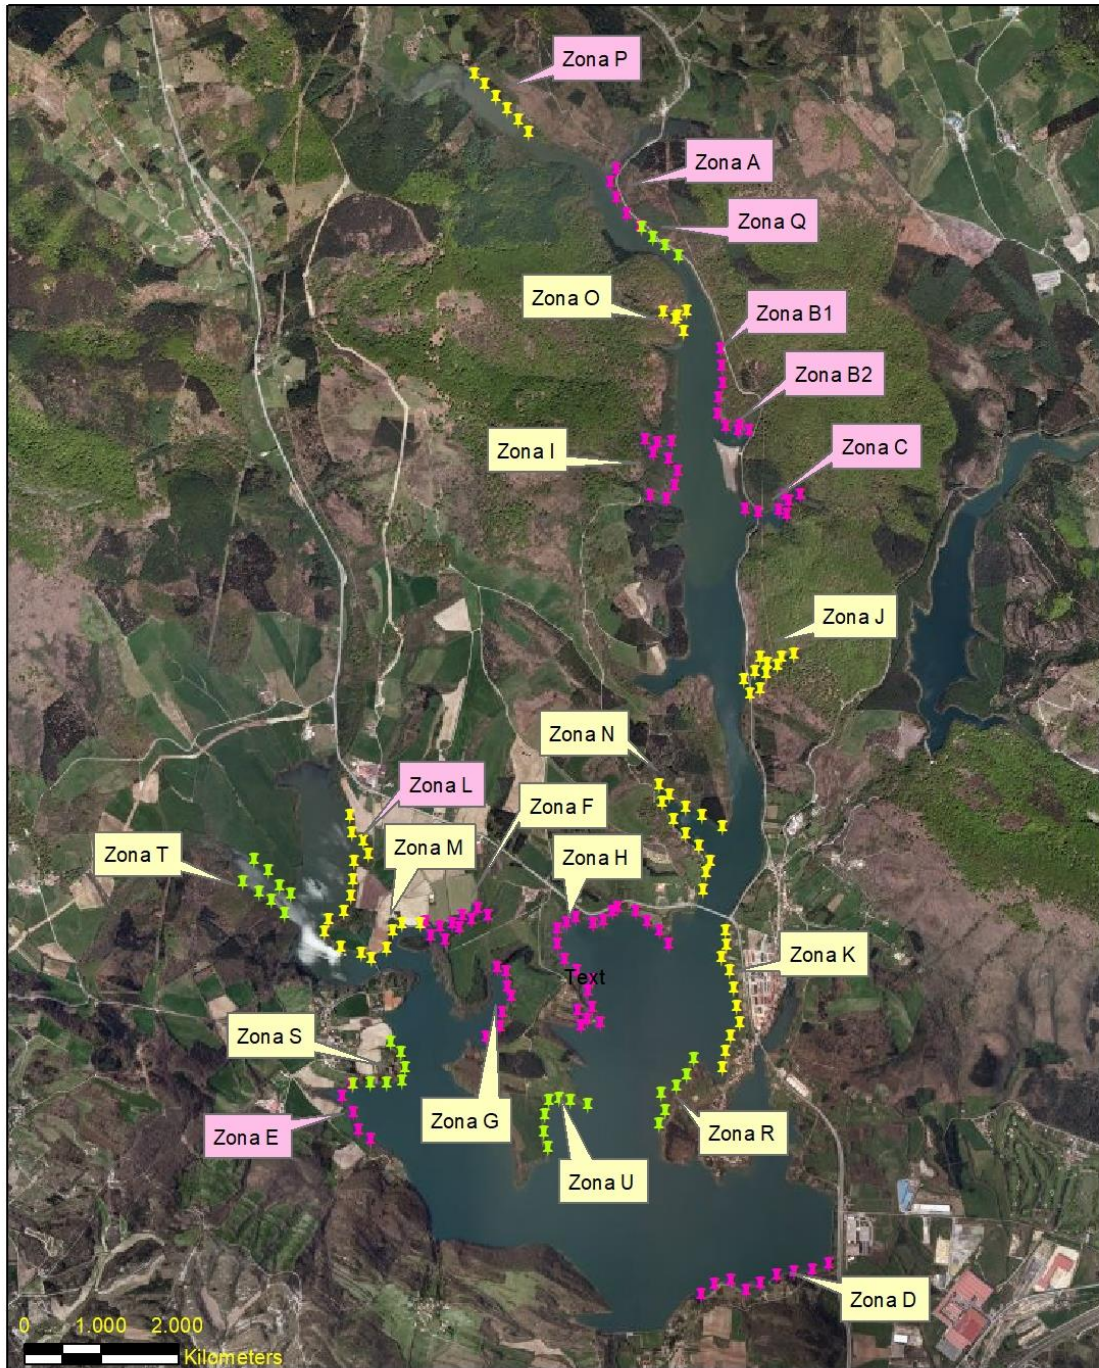 Zona P
Zona A
Zona Q
Zona O
Zona B1
Zona B2
Zona I
Zona C
Zona J
Zona N
Zona L
Zona F
Zona M
Zona H
Zona T
Zona K
Text
Zona S
Zona G
Zona E
Zona R
Zona U
Zona D
0 1.000 2.000
Kilometers